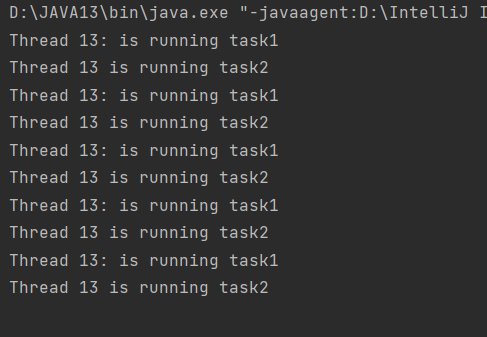 D:\JAVA13\bin\java.exe "-javaagent:D:\IntelliJ I
Thread 13: is running task1
Thread 13 is running task2
Thread 13: is running task1
Thread 13 is running task2
Thread 13: is running task1
Thread 13 is running task2
Thread 13: is running task1
Thread 13 is running task2
Thread 13: is running task1
Thread 13 is running task2